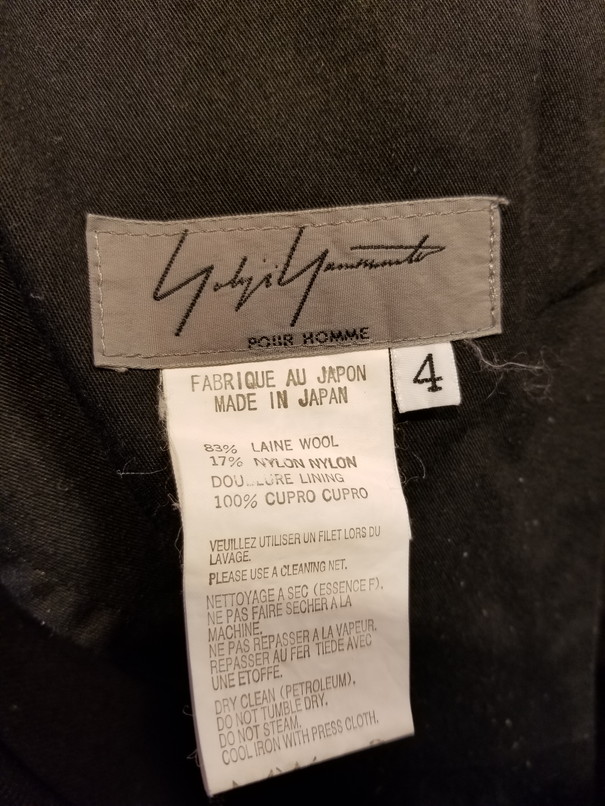 Yohji Yamamoto
POUR HOMME
4
FABRIQUE AU JAPON
MADE IN JAPAN
83% LAINE WOOL
17% NYLON NYLON
DOUBLURE LINING
100% CUPRO CUPRO
VEUILLEZ UTILISER UN FILET LORS DU
LAVAGE.
PLEASE USE A CLEANING NET.
NETTOYAGE A SEC (ESSENCE F).
NE PAS FAIRE SECHER A LA
MACHINE.
NE PAS REPASSER A LA VAPEUR.
REPASSER AU FER TIEDE AVEC
UNE ETOFFE.
DRY CLEAN (PETROLEUM).
DO NOT TUMBLE DRY.
DO NOT STEAM.
COOL IRON WITH PRESS CLOTH.